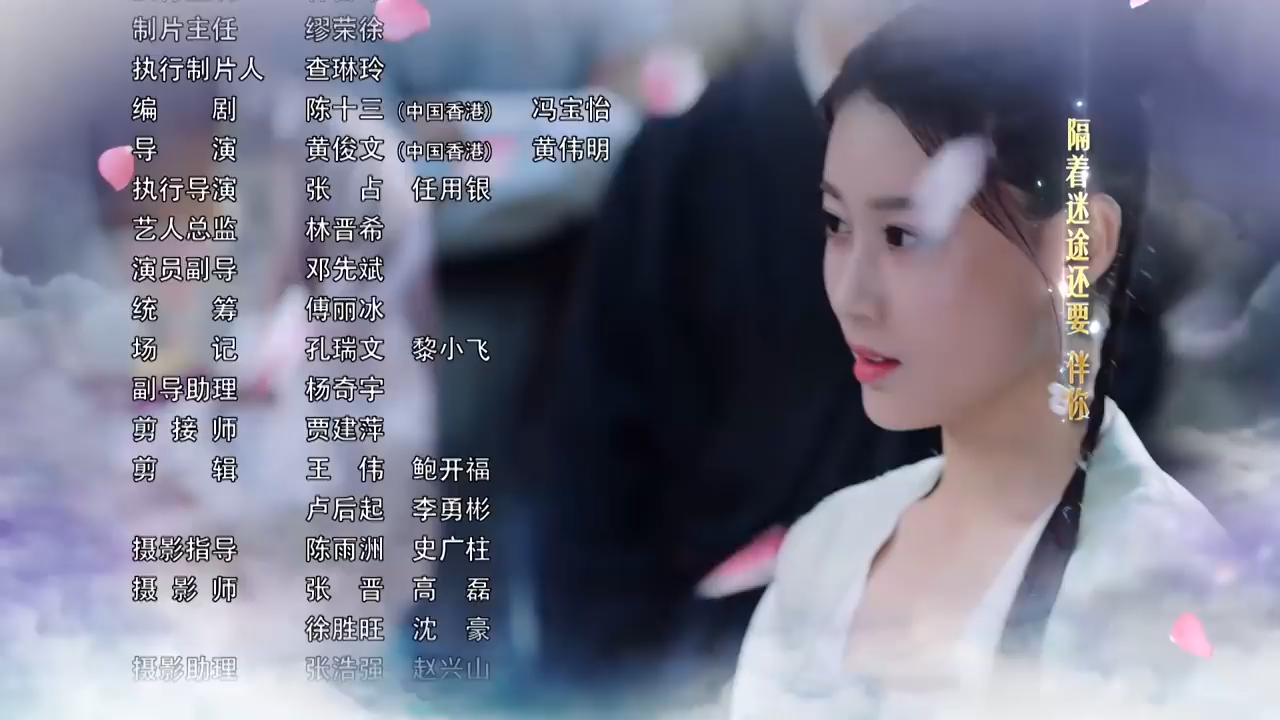 制片主任 缪荣徐
执行制片人 查琳玲
编剧 陈十三(中国香港) 冯宝怡
导演 黄俊文(中国香港) 黄伟明
执行导演 张占 任用银
艺人总监 林晋希
演员副导 邓先斌
统筹 傅丽冰
场记 孔瑞文 黎小飞
副导助理 杨奇宇
剪接师 贾建萍
剪辑 王伟 鲍开福
卢后起 李勇彬
摄影指导 陈雨洲 史广柱
摄影师 张晋 高磊
徐胜旺 沈豪
摄影助理 张浩强 赵兴山
隔着迷途还要 伴你